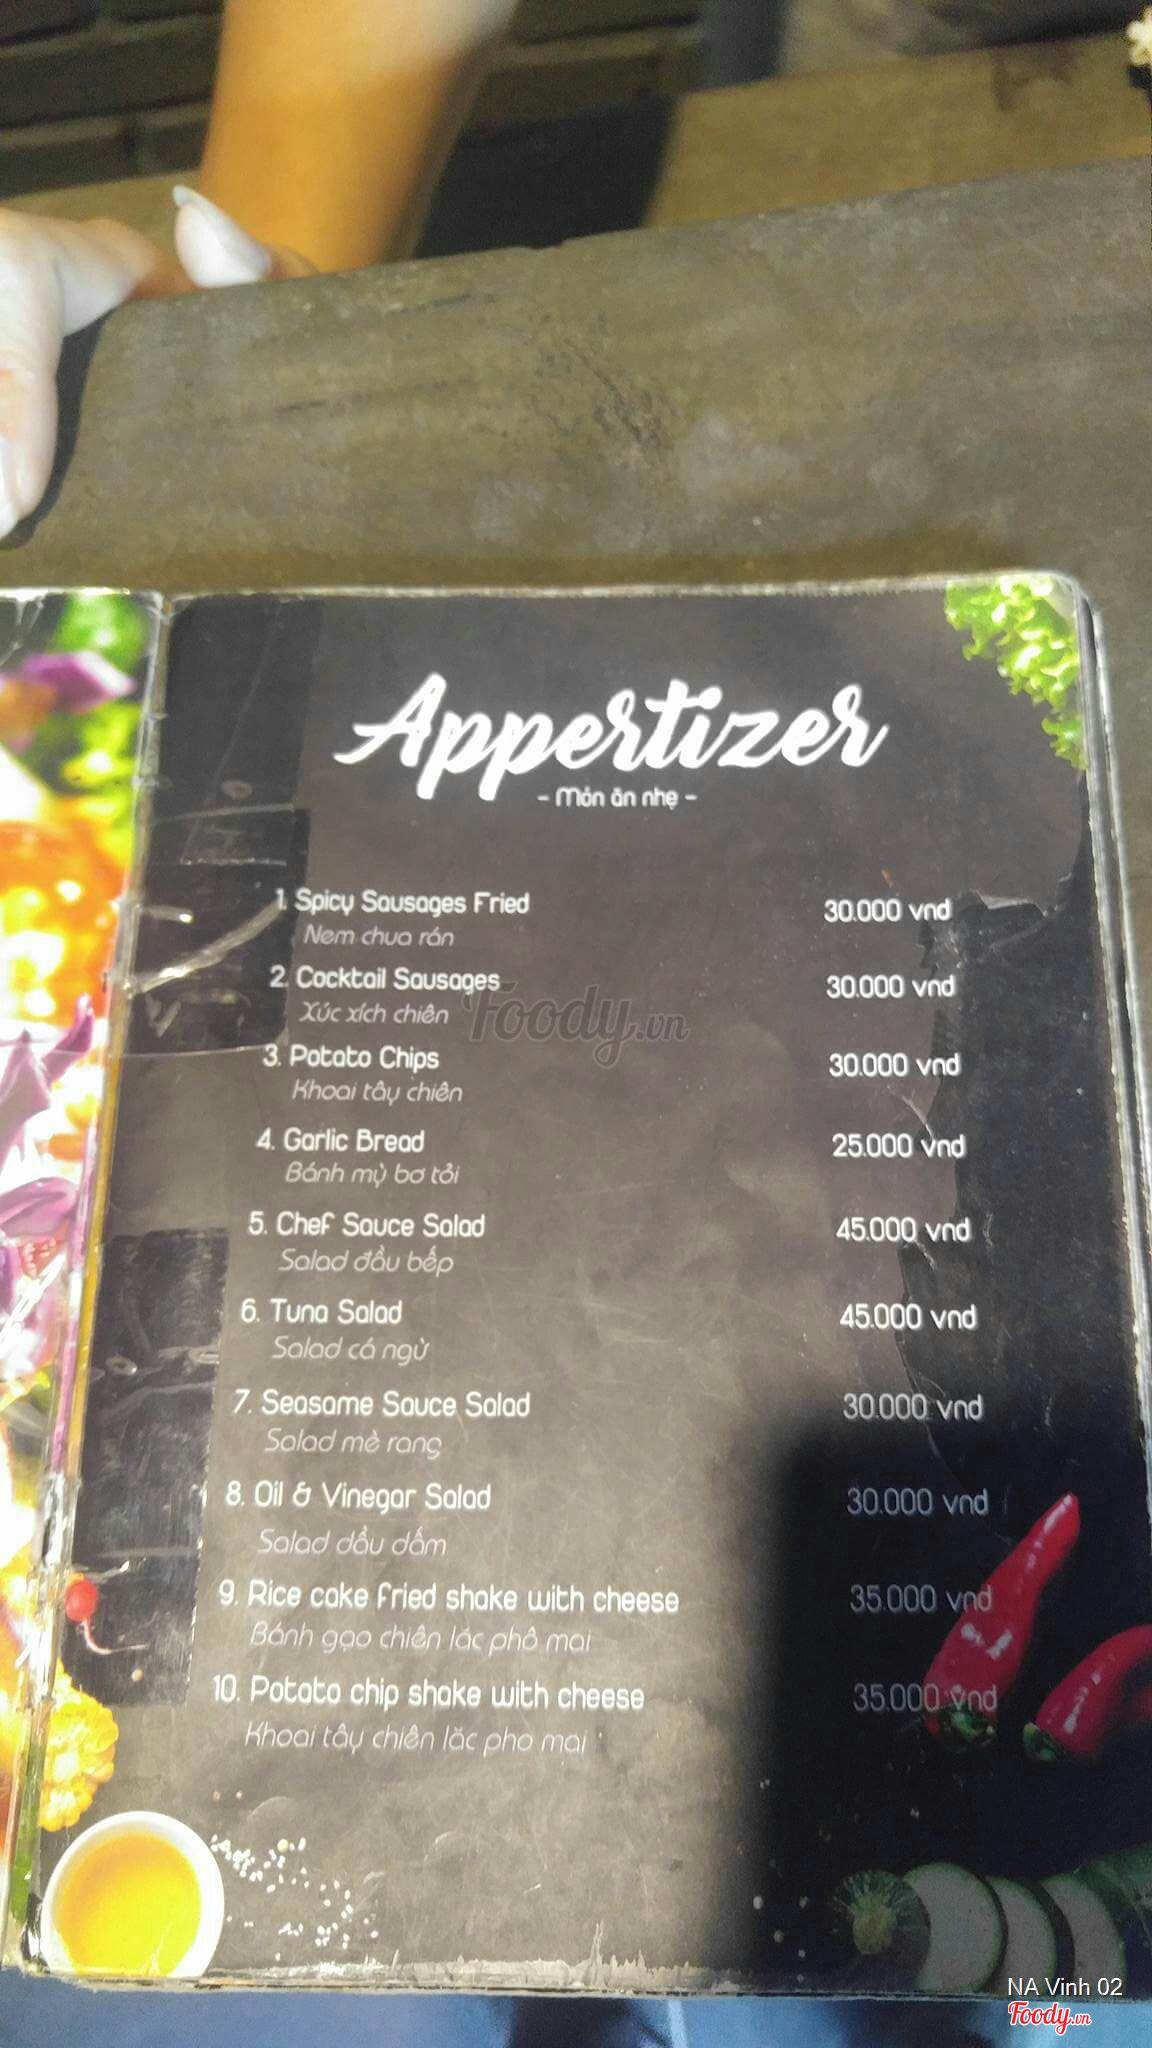 Appertizer
- Món ăn nhẹ -
1. Spicy Sausages Fried 30.000 vnd
Nem chua rán
2. Cocktail Sausages 30.000 vnd
Xúc xích chiên
Foody.vn
3. Potato Chips 30.000 vnd
Khoai tây chiên
4. Garlic Bread 25.000 vnd
Bánh mỳ bơ tỏi
5. Chef Sauce Salad 45.000 vnd
Salad đầu bếp
6. Tuna Salad 45.000 vnd
Salad cá ngừ
7. Seasame Sauce Salad 30.000 vnd
Salad mè rang
8. Oil & Vinegar Salad 30.000 vnd
Salad dầu dấm
9. Rice cake fried shake with cheese 35.000 vnd
Bánh gạo chiên lắc phô mai
10. Potato chip shake with cheese 35.000 vnd
Khoai tây chiên lắc pho mai
NA Vinh 02
Foody.vn